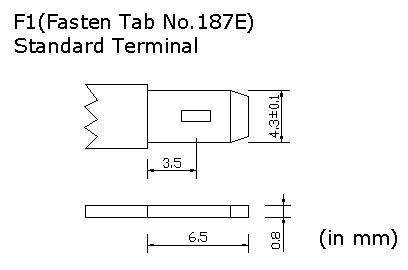 F1(Fasten Tab No.187E)
Standard Terminal
4.3±0.1
3.5
6.5
0.8
(in mm)